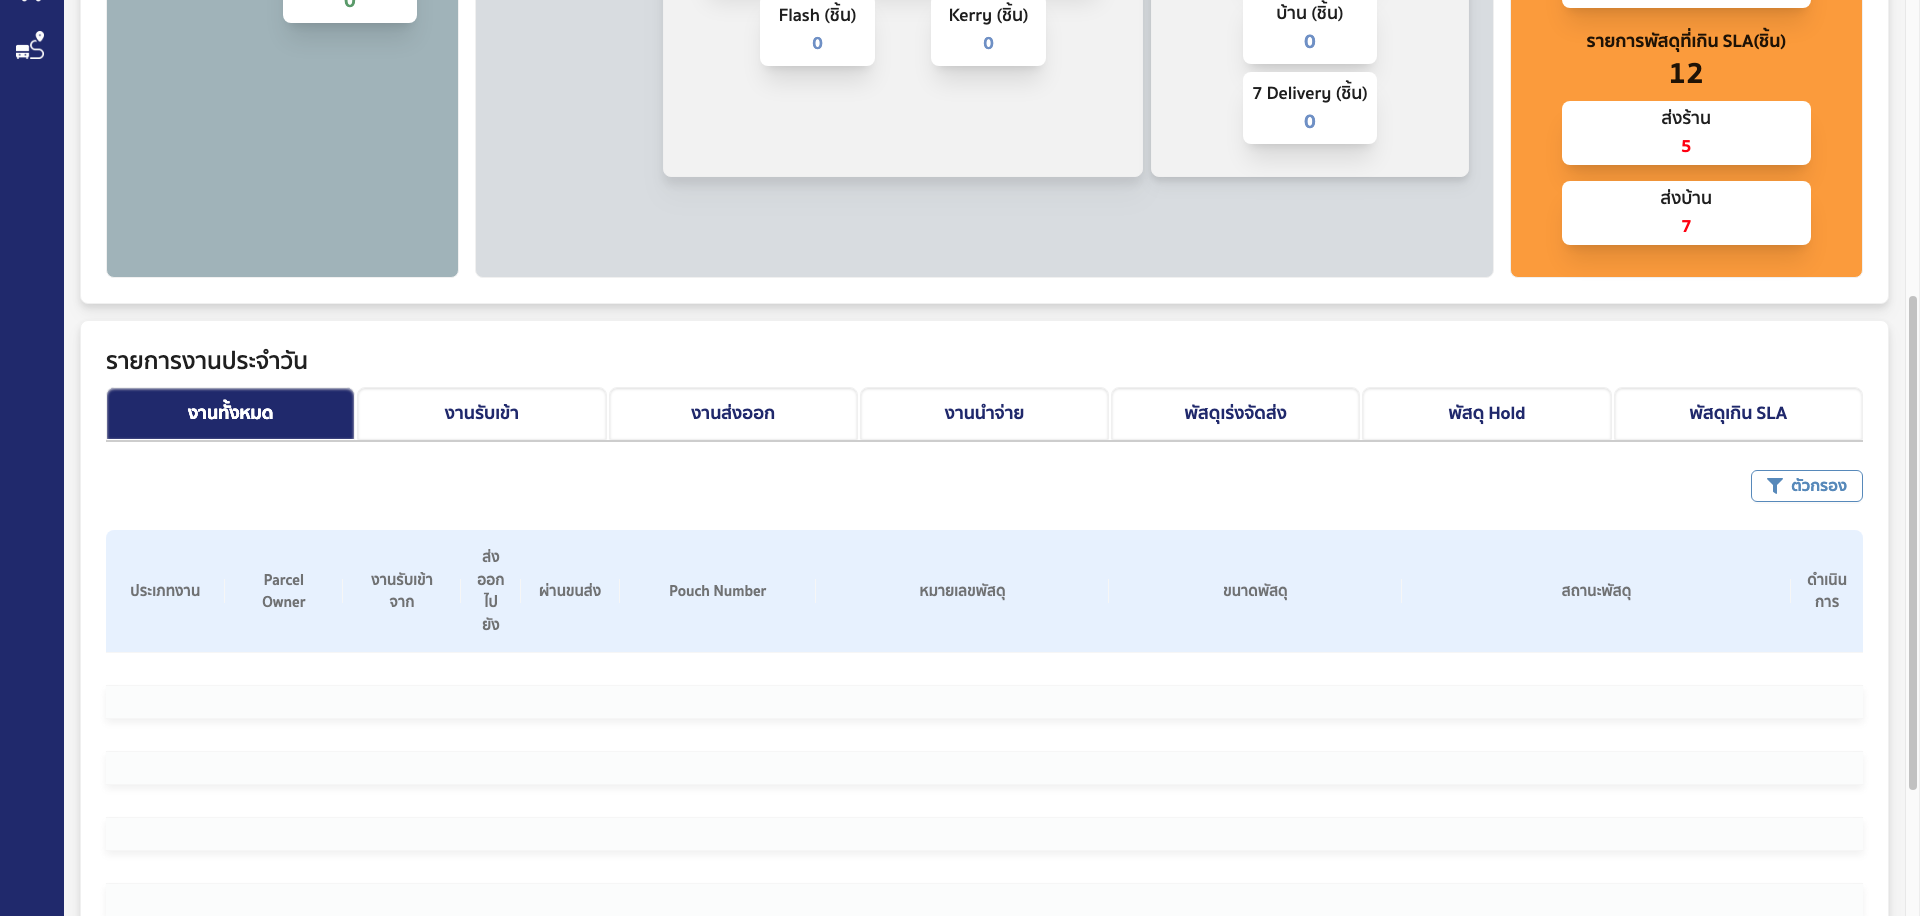 0
Flash (ชิ้น)
0
Kerry (ชิ้น)
0
บ้าน (ชิ้น)
0
7 Delivery (ชิ้น)
0
รายการพัสดุที่เกิน SLA(ชิ้น)
12
ส่งร้าน
5
ส่งบ้าน
7
รายการงานประจำวัน
งานทั้งหมด
งานรับเข้า
งานส่งออก
งานนำจ่าย
พัสดุเร่งจัดส่ง
พัสดุ Hold
พัสดุเกิน SLA
ตัวกรอง
ประเภทงาน
Parcel
Owner
งานรับเข้า
จาก
ส่ง
ออก
ไป
ยัง
ผ่านขนส่ง
Pouch Number
หมายเลขพัสดุ
ขนาดพัสดุ
สถานะพัสดุ
ดำเนิน
การ